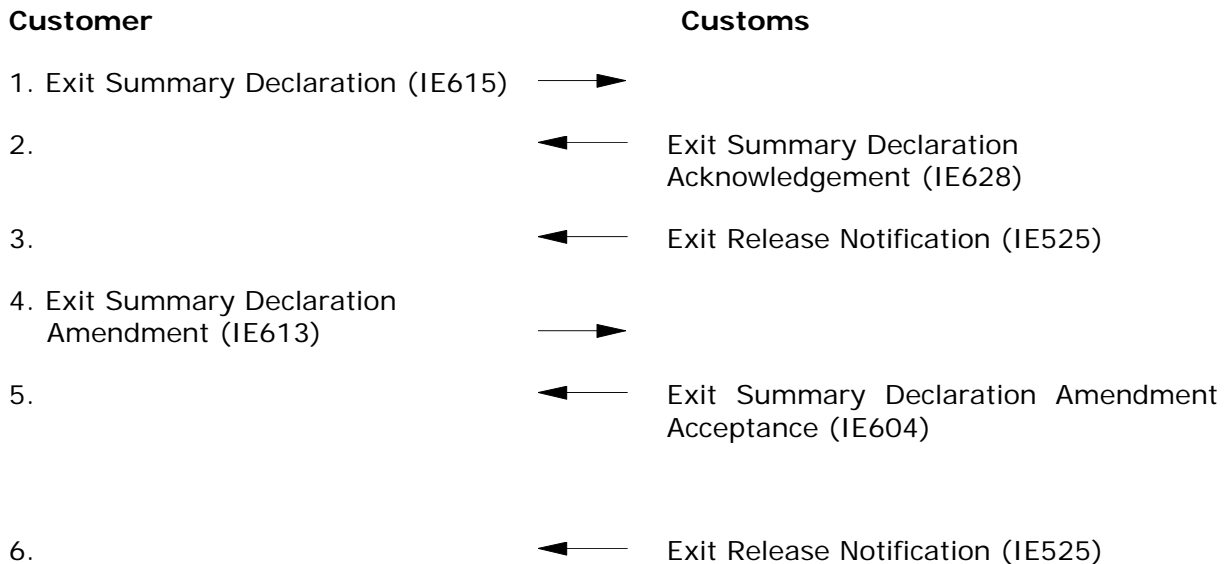 Customer Customs
1. Exit Summary Declaration (IE615)
2. Exit Summary Declaration
Acknowledgement (IE628)
3. Exit Release Notification (IE525)
4. Exit Summary Declaration
Amendment (IE613)
5. Exit Summary Declaration Amendment
Acceptance (IE604)
6. Exit Release Notification (IE525)